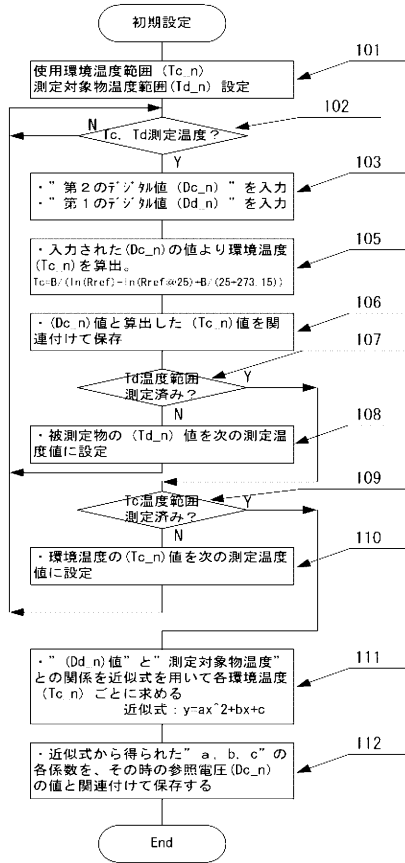 初期設定
101
使用環境温度範囲 (Tc_n)
測定対象物温度範囲(Td_n) 設定
102
N
Tc、Td測定温度?
Y
103
・"第2のデジタル値 (Dc_n) "を入力
・"第1のデジタル値 (Dd_n) "を入力
105
・入力された(Dc_n)の値より環境温度
(Tc_n)を算出。
Tc=B/(ln(Rref)-ln(Rref@25)+B/(25+273.15))
106
・(Dc_n)値と算出した (Tc_n)値を関
連付けて保存
107
Td温度範囲
測定済み?
Y
N
108
・被測定物の (Td_n) 値を次の測定温
度値に設定
109
Tc温度範囲
測定済み?
Y
N
110
・環境温度の(Tc_n)値を次の測定温度
値に設定
111
・"(Dd_n)値"と"測定対象物温度"
との関係を近似式を用いて各環境温度
(Tc_n) ごとに求める
近似式:y=ax^2+bx+c
112
・近似式から得られた"a、b、c"の
各係数を、その時の参照電圧(Dc_n)
の値と関連付けて保存する
End